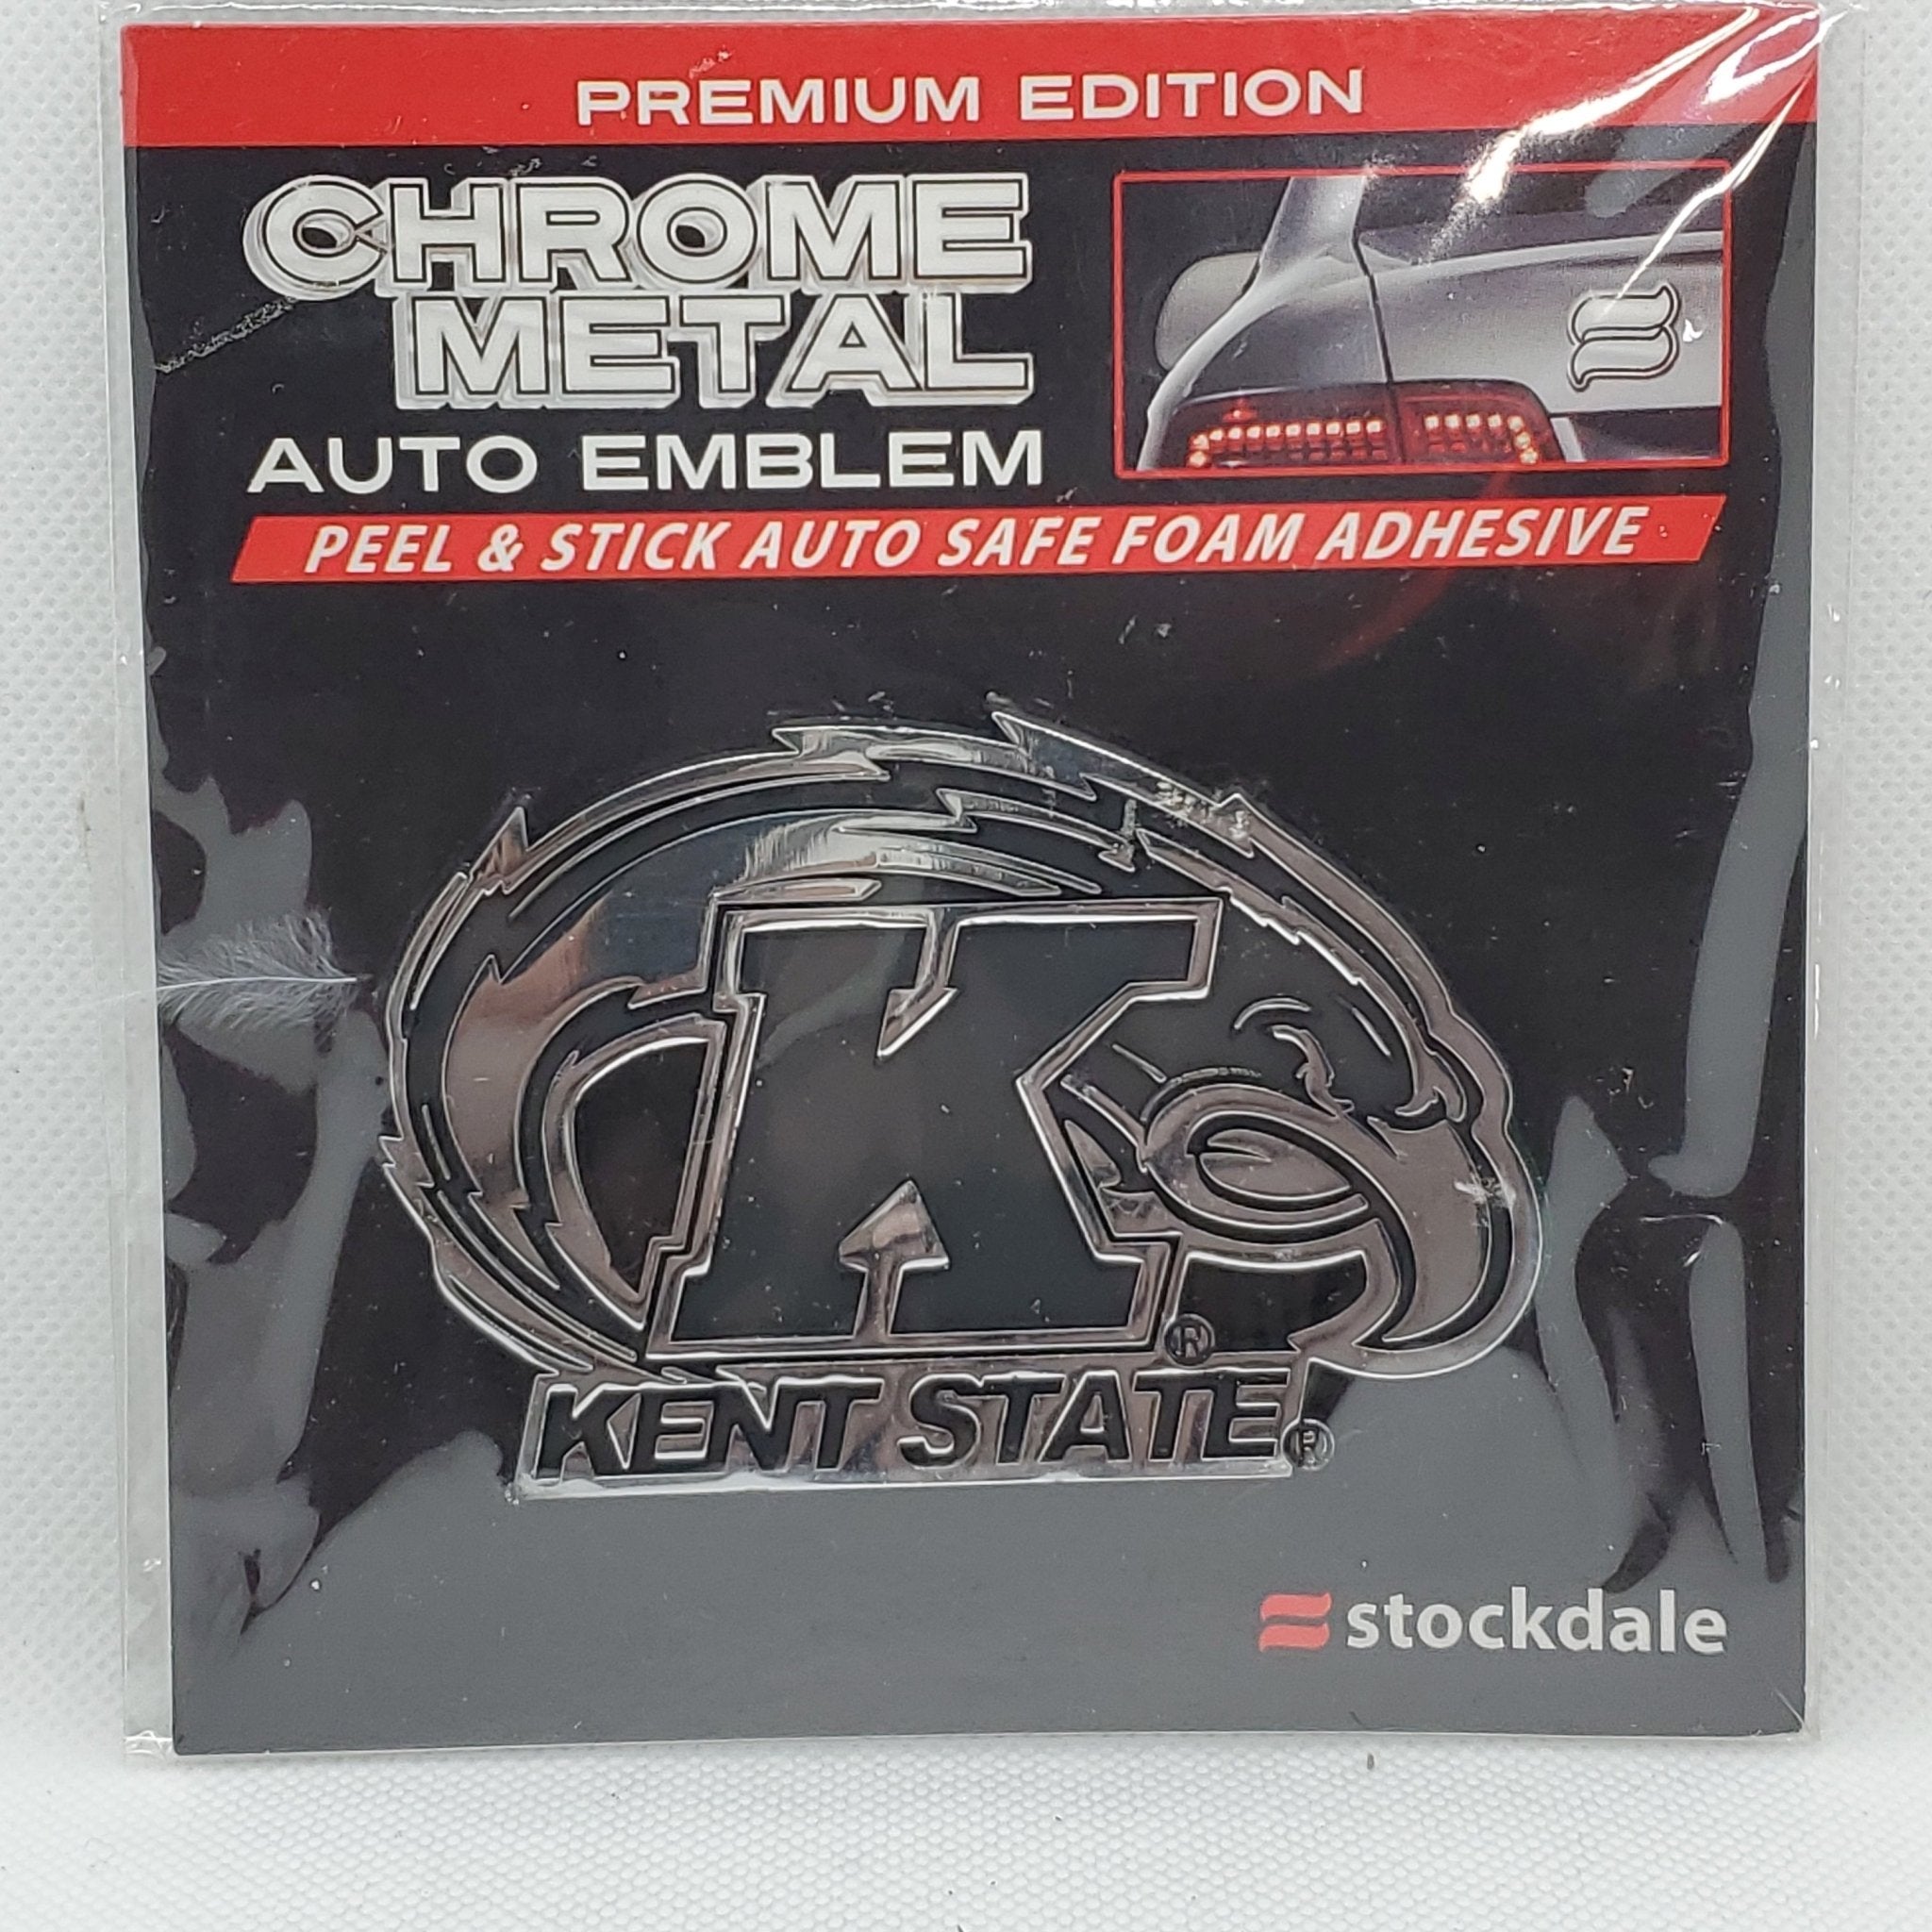 PREMIUM EDITION
CHROME
METAL
AUTO EMBLEM
PEEL & STICK AUTO SAFE FOAM ADHESIVE
K
®
KENT STATE®
stockdale